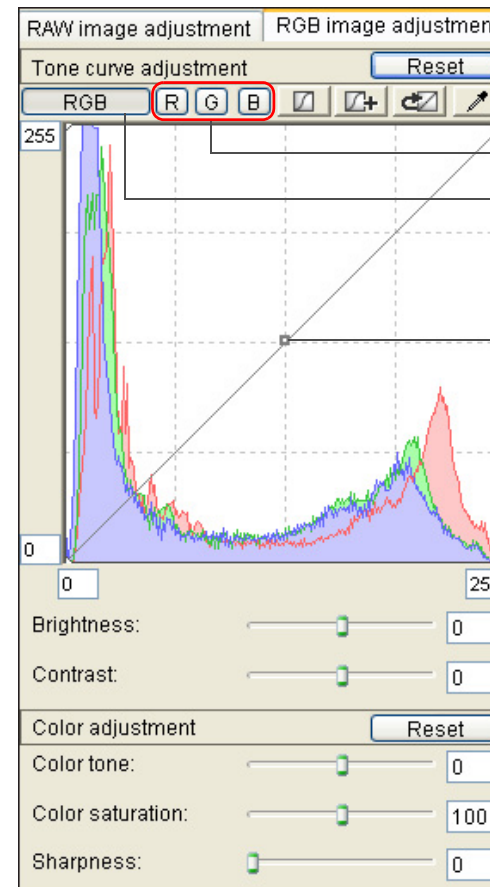 RAW image adjustment RGB image adjustmen
Tone curve adjustment Reset
RGB R G B
255
0
0 25
Brightness: 0
Contrast: 0
Color adjustment Reset
Color tone: 0
Color saturation: 100
Sharpness: 0